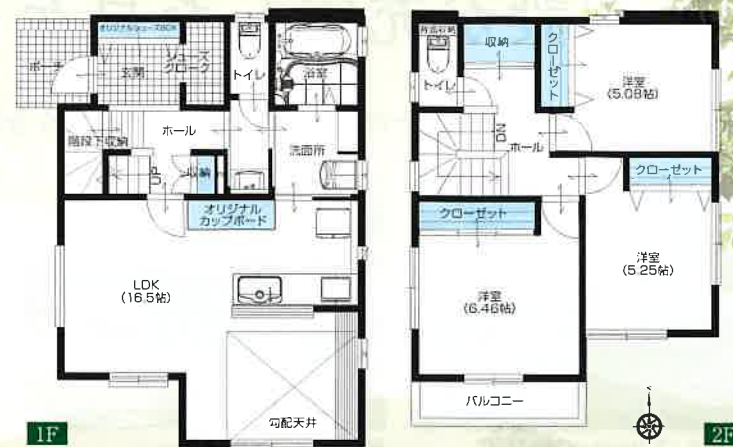 オリジナルシューズBOX
ポーチ
玄関
シューズ
クローク
トイレ
浴室
階段下収納
ホール
洗面所
UP
収納
オリジナル
カップボード
LDK
(16.5帖)
勾配天井
1F
背面収納
トイレ
収納
クローゼット
洋室
(5.08帖)
DN
ホール
クローゼット
クローゼット
洋室
(5.25帖)
洋室
(6.46帖)
バルコニー
2F